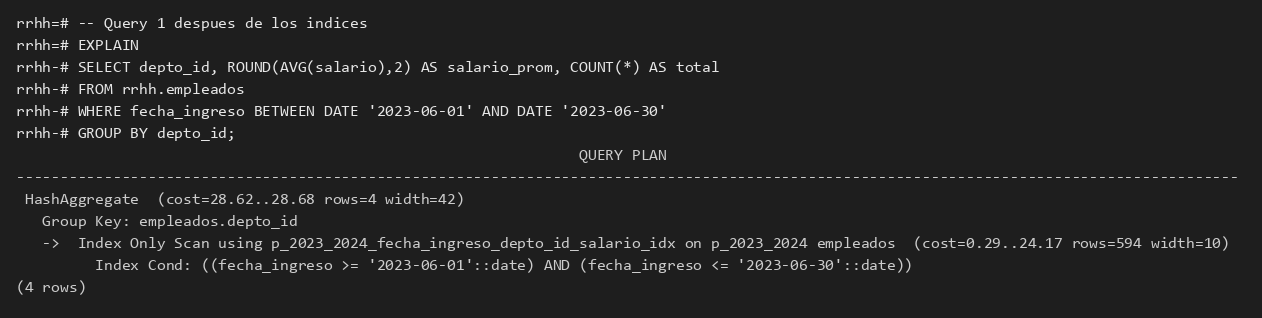 rrhh=# -- Query 1 despues de los indices
rrhh=# EXPLAIN
rrhh-# SELECT depto_id, ROUND(AVG(salario),2) AS salario_prom, COUNT(*) AS total
rrhh-# FROM rrhh.empleados
rrhh-# WHERE fecha_ingreso BETWEEN DATE '2023-06-01' AND DATE '2023-06-30'
rrhh-# GROUP BY depto_id;
                                                                QUERY PLAN
-------------------------------------------------------------------------------------------------------------------------------------------
 HashAggregate  (cost=28.62..28.68 rows=4 width=42)
   Group Key: empleados.depto_id
   ->  Index Only Scan using p_2023_2024_fecha_ingreso_depto_id_salario_idx on p_2023_2024 empleados  (cost=0.29..24.17 rows=594 width=10)
         Index Cond: ((fecha_ingreso >= '2023-06-01'::date) AND (fecha_ingreso <= '2023-06-30'::date))
(4 rows)